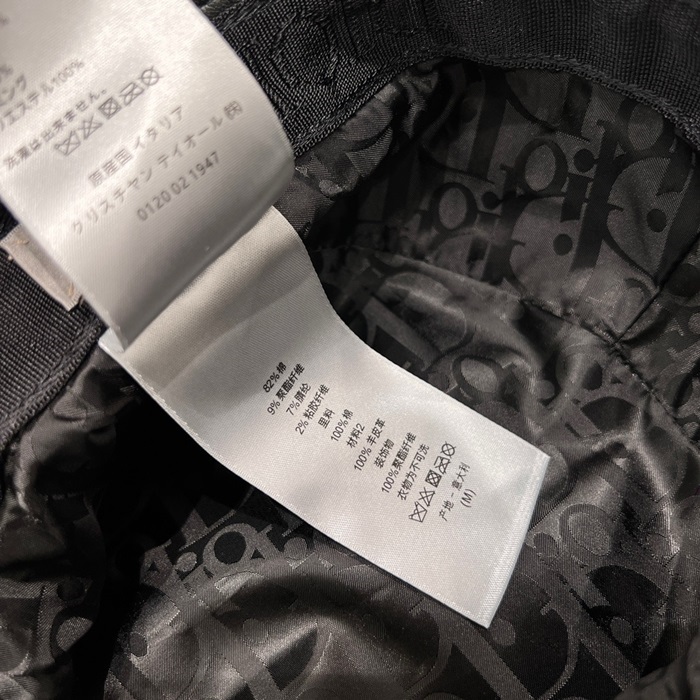 %
ング
リエステル100%
洗濯は出来ません。
原産国 イタリア
クリスチャン ディオール ㈱
0120 02 1947
82% 棉
9% 聚酯纤维
7% 腈纶
2% 粘胶纤维
里料
100% 棉
材料2
100% 羊皮革
装饰物
100%聚酯纤维
衣物为不可洗
产地 - 意大利
(M)
Dior